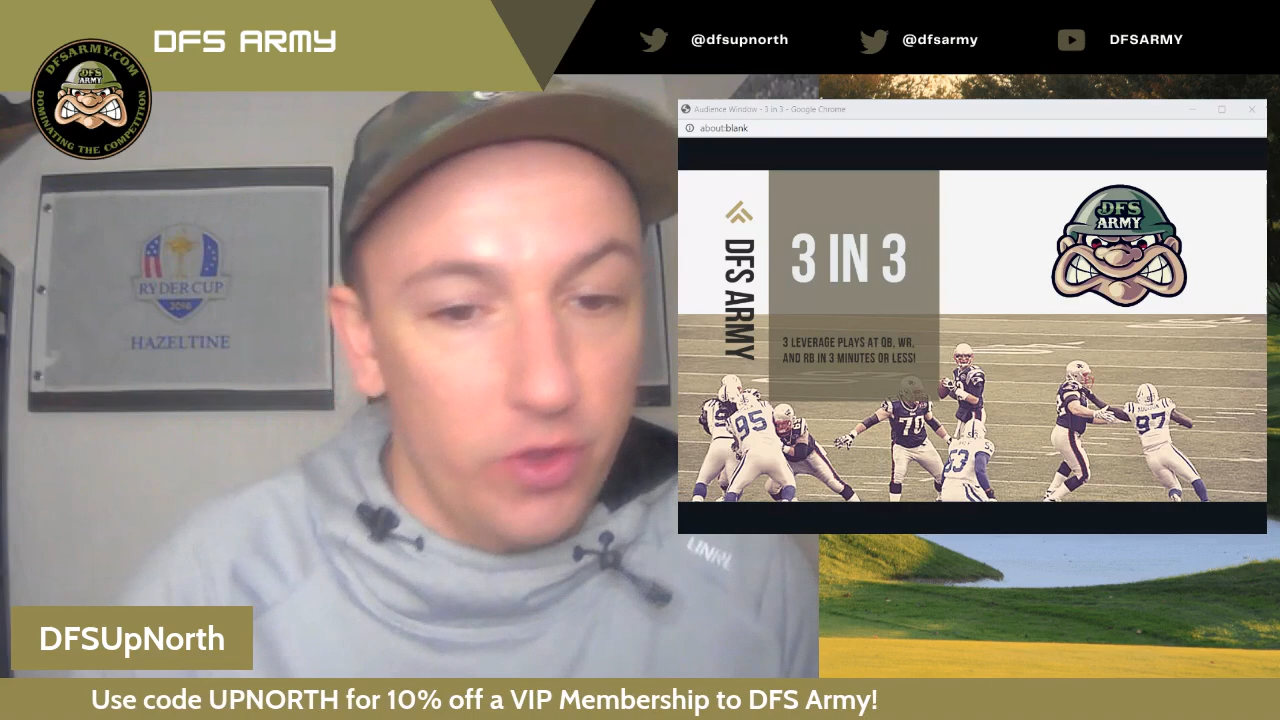 DFS ARMY
@dfsupnorth
@dfsarmy
DFSARMY
DFSARMY.COM
DFS
ARMY
DOMINATING THE COMPETITION
Audience Window - 3 in 3 - Google Chrome
about:blank
DFS ARMY
3 IN 3
3 LEVERAGE PLAYS AT QB, WR,
AND RB IN 3 MINUTES OR LESS!
DFS
ARMY
95
70
53
97
RYDER CUP
HAZELTINE
DFSUpNorth
Use code UPNORTH for 10% off a VIP Membership to DFS Army!